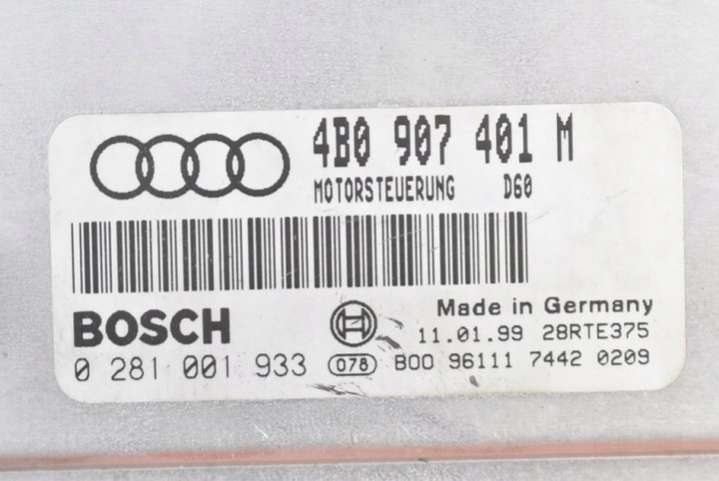 4B0 907 401 M
MOTORSTEUERUNG D60
BOSCH
Made in Germany
11.01.99 28RTE375
0 281 001 933 078 B00 96111 7442 0209